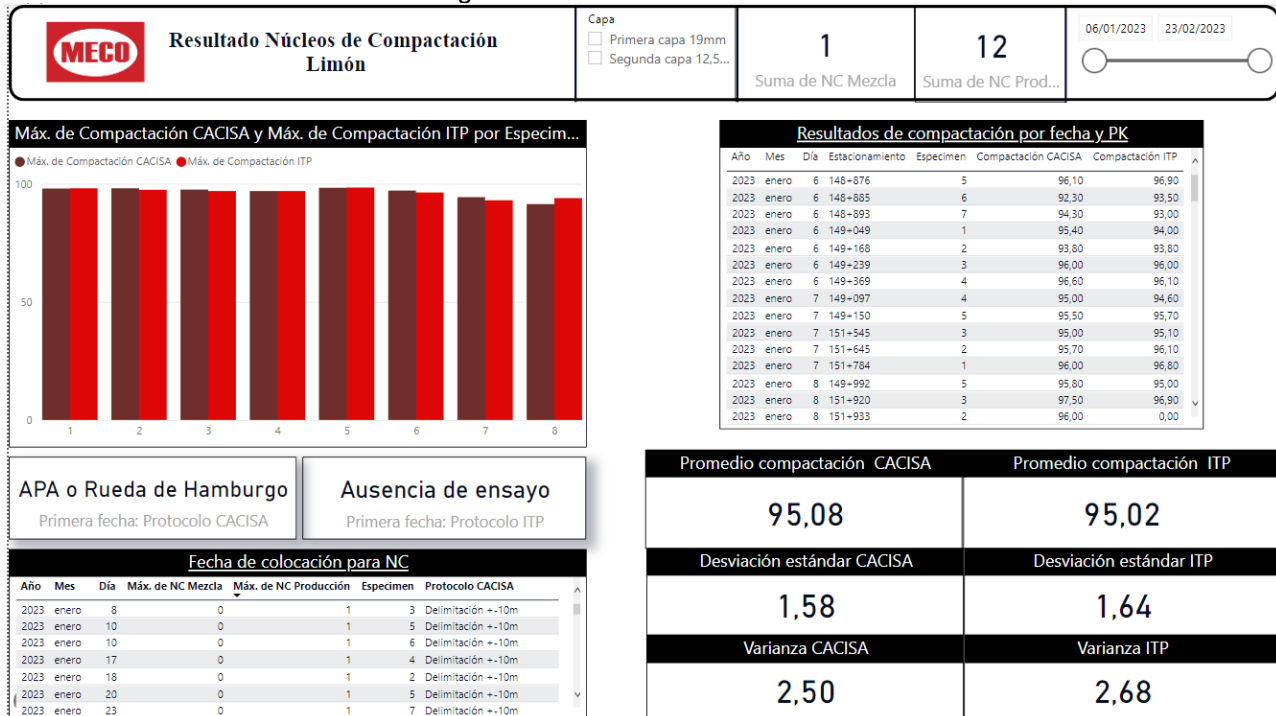 MECO
Resultado Núcleos de Compactación
Limón
Capa
Primera capa 19mm
Segunda capa 12,5...
1
Suma de NC Mezcla
12
Suma de NC Prod...
06/01/2023 23/02/2023
Máx. de Compactación CACISA y Máx. de Compactación ITP por Especim...
Máx. de Compactación CACISA Máx. de Compactación ITP
100
50
0
1 2 3 4 5 6 7 8
Resultados de compactación por fecha y PK
Año Mes Día Estacionamiento Especimen Compactación CACISA Compactación ITP
2023 enero 6 148+876 5 96,10 96,90
2023 enero 6 148+885 6 92,30 93,50
2023 enero 6 148+893 7 94,30 93,00
2023 enero 6 149+049 1 95,40 94,00
2023 enero 6 149+168 2 93,80 93,80
2023 enero 6 149+239 3 96,00 96,00
2023 enero 6 149+369 4 96,60 96,10
2023 enero 7 149+097 4 95,00 94,60
2023 enero 7 149+150 5 95,50 95,70
2023 enero 7 151+545 3 95,00 95,10
2023 enero 7 151+645 2 95,70 96,10
2023 enero 7 151+784 1 96,00 96,80
2023 enero 8 149+992 5 95,80 95,00
2023 enero 8 151+920 3 97,50 96,90
2023 enero 8 151+933 2 96,00 0,00
APA o Rueda de Hamburgo
Primera fecha: Protocolo CACISA
Ausencia de ensayo
Primera fecha: Protocolo ITP
Fecha de colocación para NC
Año Mes Día Máx. de NC Mezcla Máx. de NC Producción Especimen Protocolo CACISA
2023 enero 8 0 1 3 Delimitación +-10m
2023 enero 10 0 1 5 Delimitación +-10m
2023 enero 10 0 1 6 Delimitación +-10m
2023 enero 17 0 1 4 Delimitación +-10m
2023 enero 18 0 1 2 Delimitación +-10m
2023 enero 20 0 1 5 Delimitación +-10m
2023 enero 23 0 1 7 Delimitación +-10m
Promedio compactación CACISA
95,08
Promedio compactación ITP
95,02
Desviación estándar CACISA
1,58
Desviación estándar ITP
1,64
Varianza CACISA
2,50
Varianza ITP
2,68